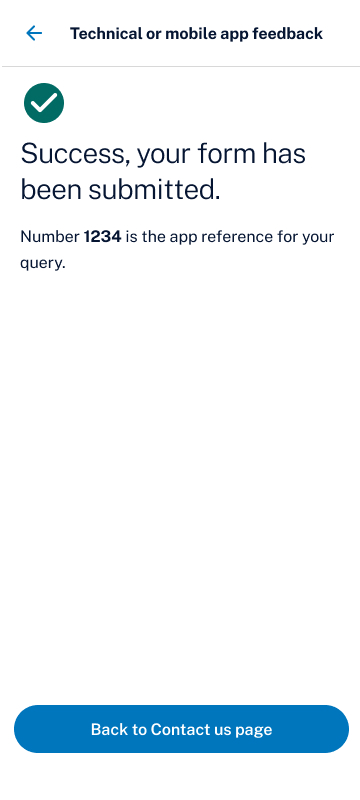 Technical or mobile app feedback
Success, your form has
been submitted.
Number 1234 is the app reference for your
query.
Back to Contact us page